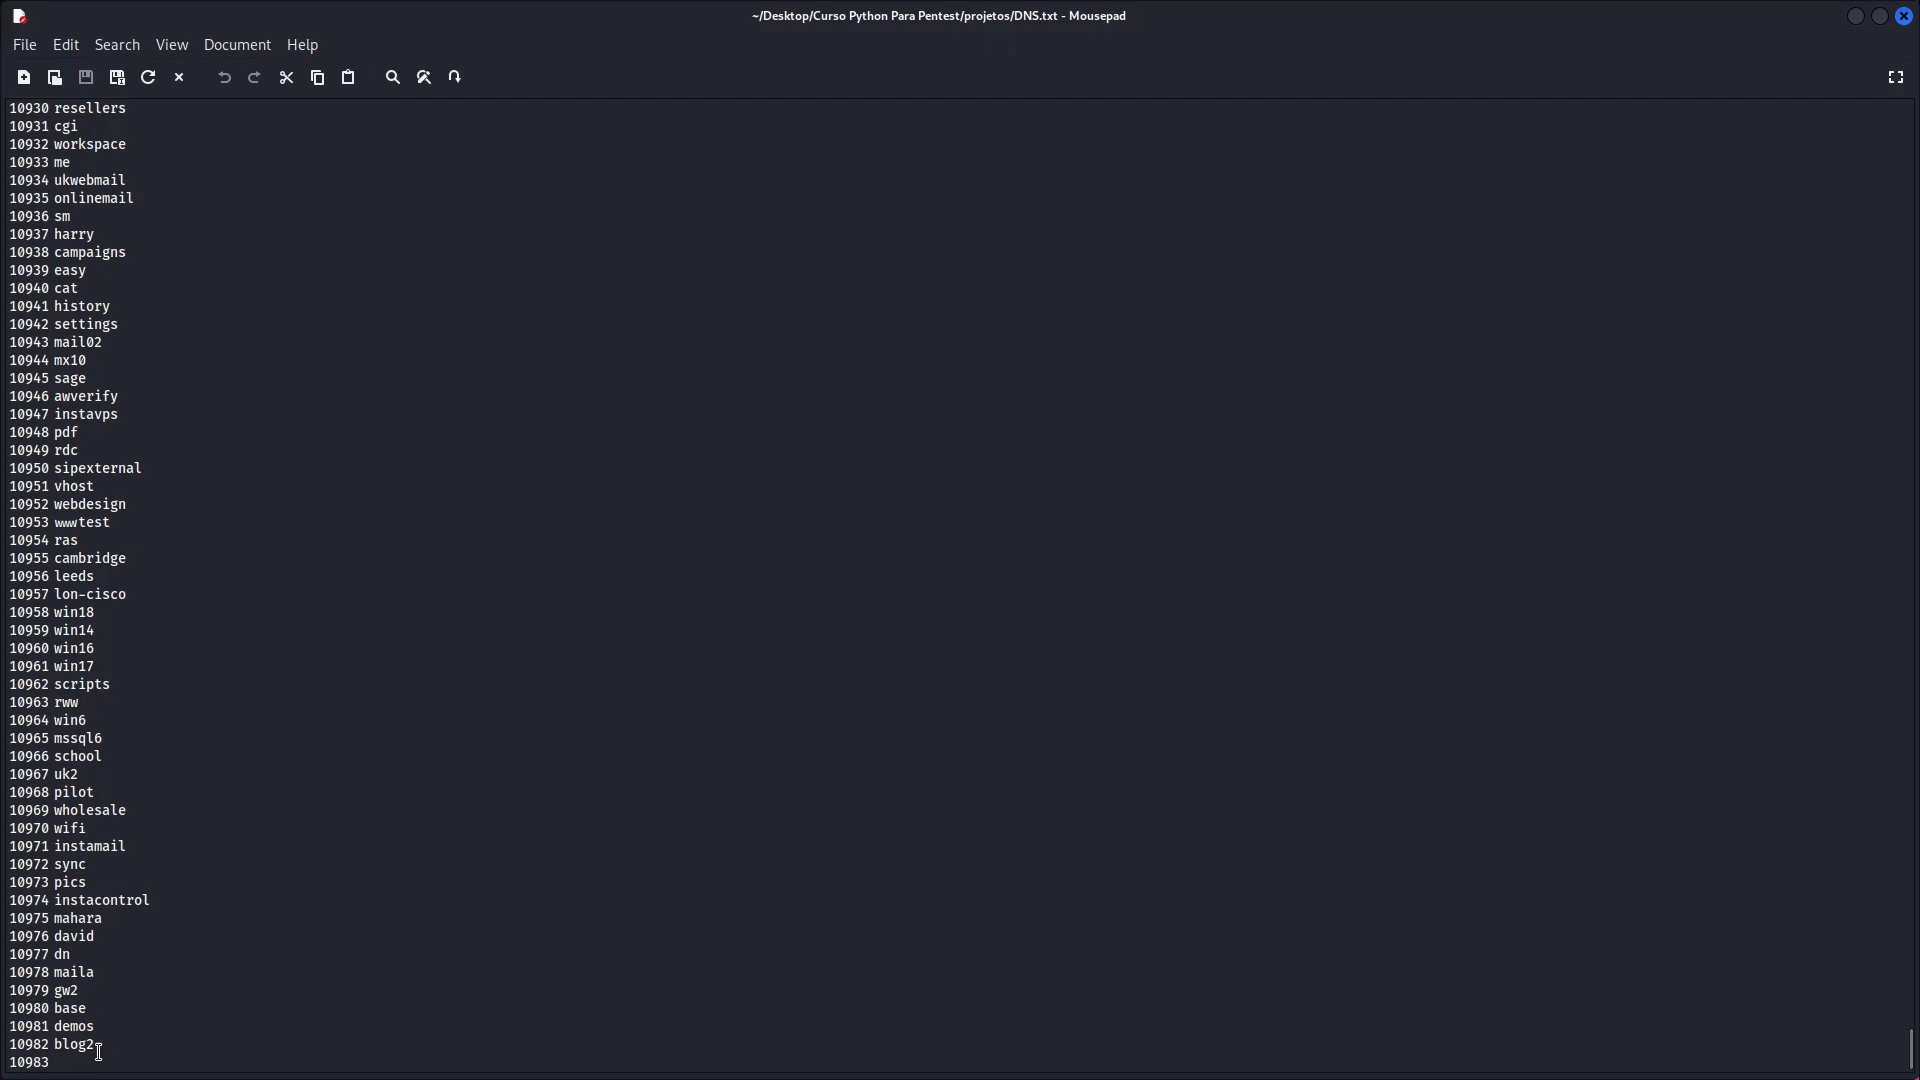 ~/Desktop/Curso Python Para Pentest/projetos/DNS.txt - Mousepad
File Edit Search View Document Help
10930 resellers
10931 cgi
10932 workspace
10933 me
10934 ukwebmail
10935 onlinemail
10936 sm
10937 harry
10938 campaigns
10939 easy
10940 cat
10941 history
10942 settings
10943 mail02
10944 mx10
10945 sage
10946 awverify
10947 instavps
10948 pdf
10949 rdc
10950 sipexternal
10951 vhost
10952 webdesign
10953 wwwtest
10954 ras
10955 cambridge
10956 leeds
10957 lon-cisco
10958 win18
10959 win14
10960 win16
10961 win17
10962 scripts
10963 rww
10964 win6
10965 mssql6
10966 school
10967 uk2
10968 pilot
10969 wholesale
10970 wifi
10971 instamail
10972 sync
10973 pics
10974 instacontrol
10975 mahara
10976 david
10977 dn
10978 maila
10979 gw2
10980 base
10981 demos
10982 blog2
10983